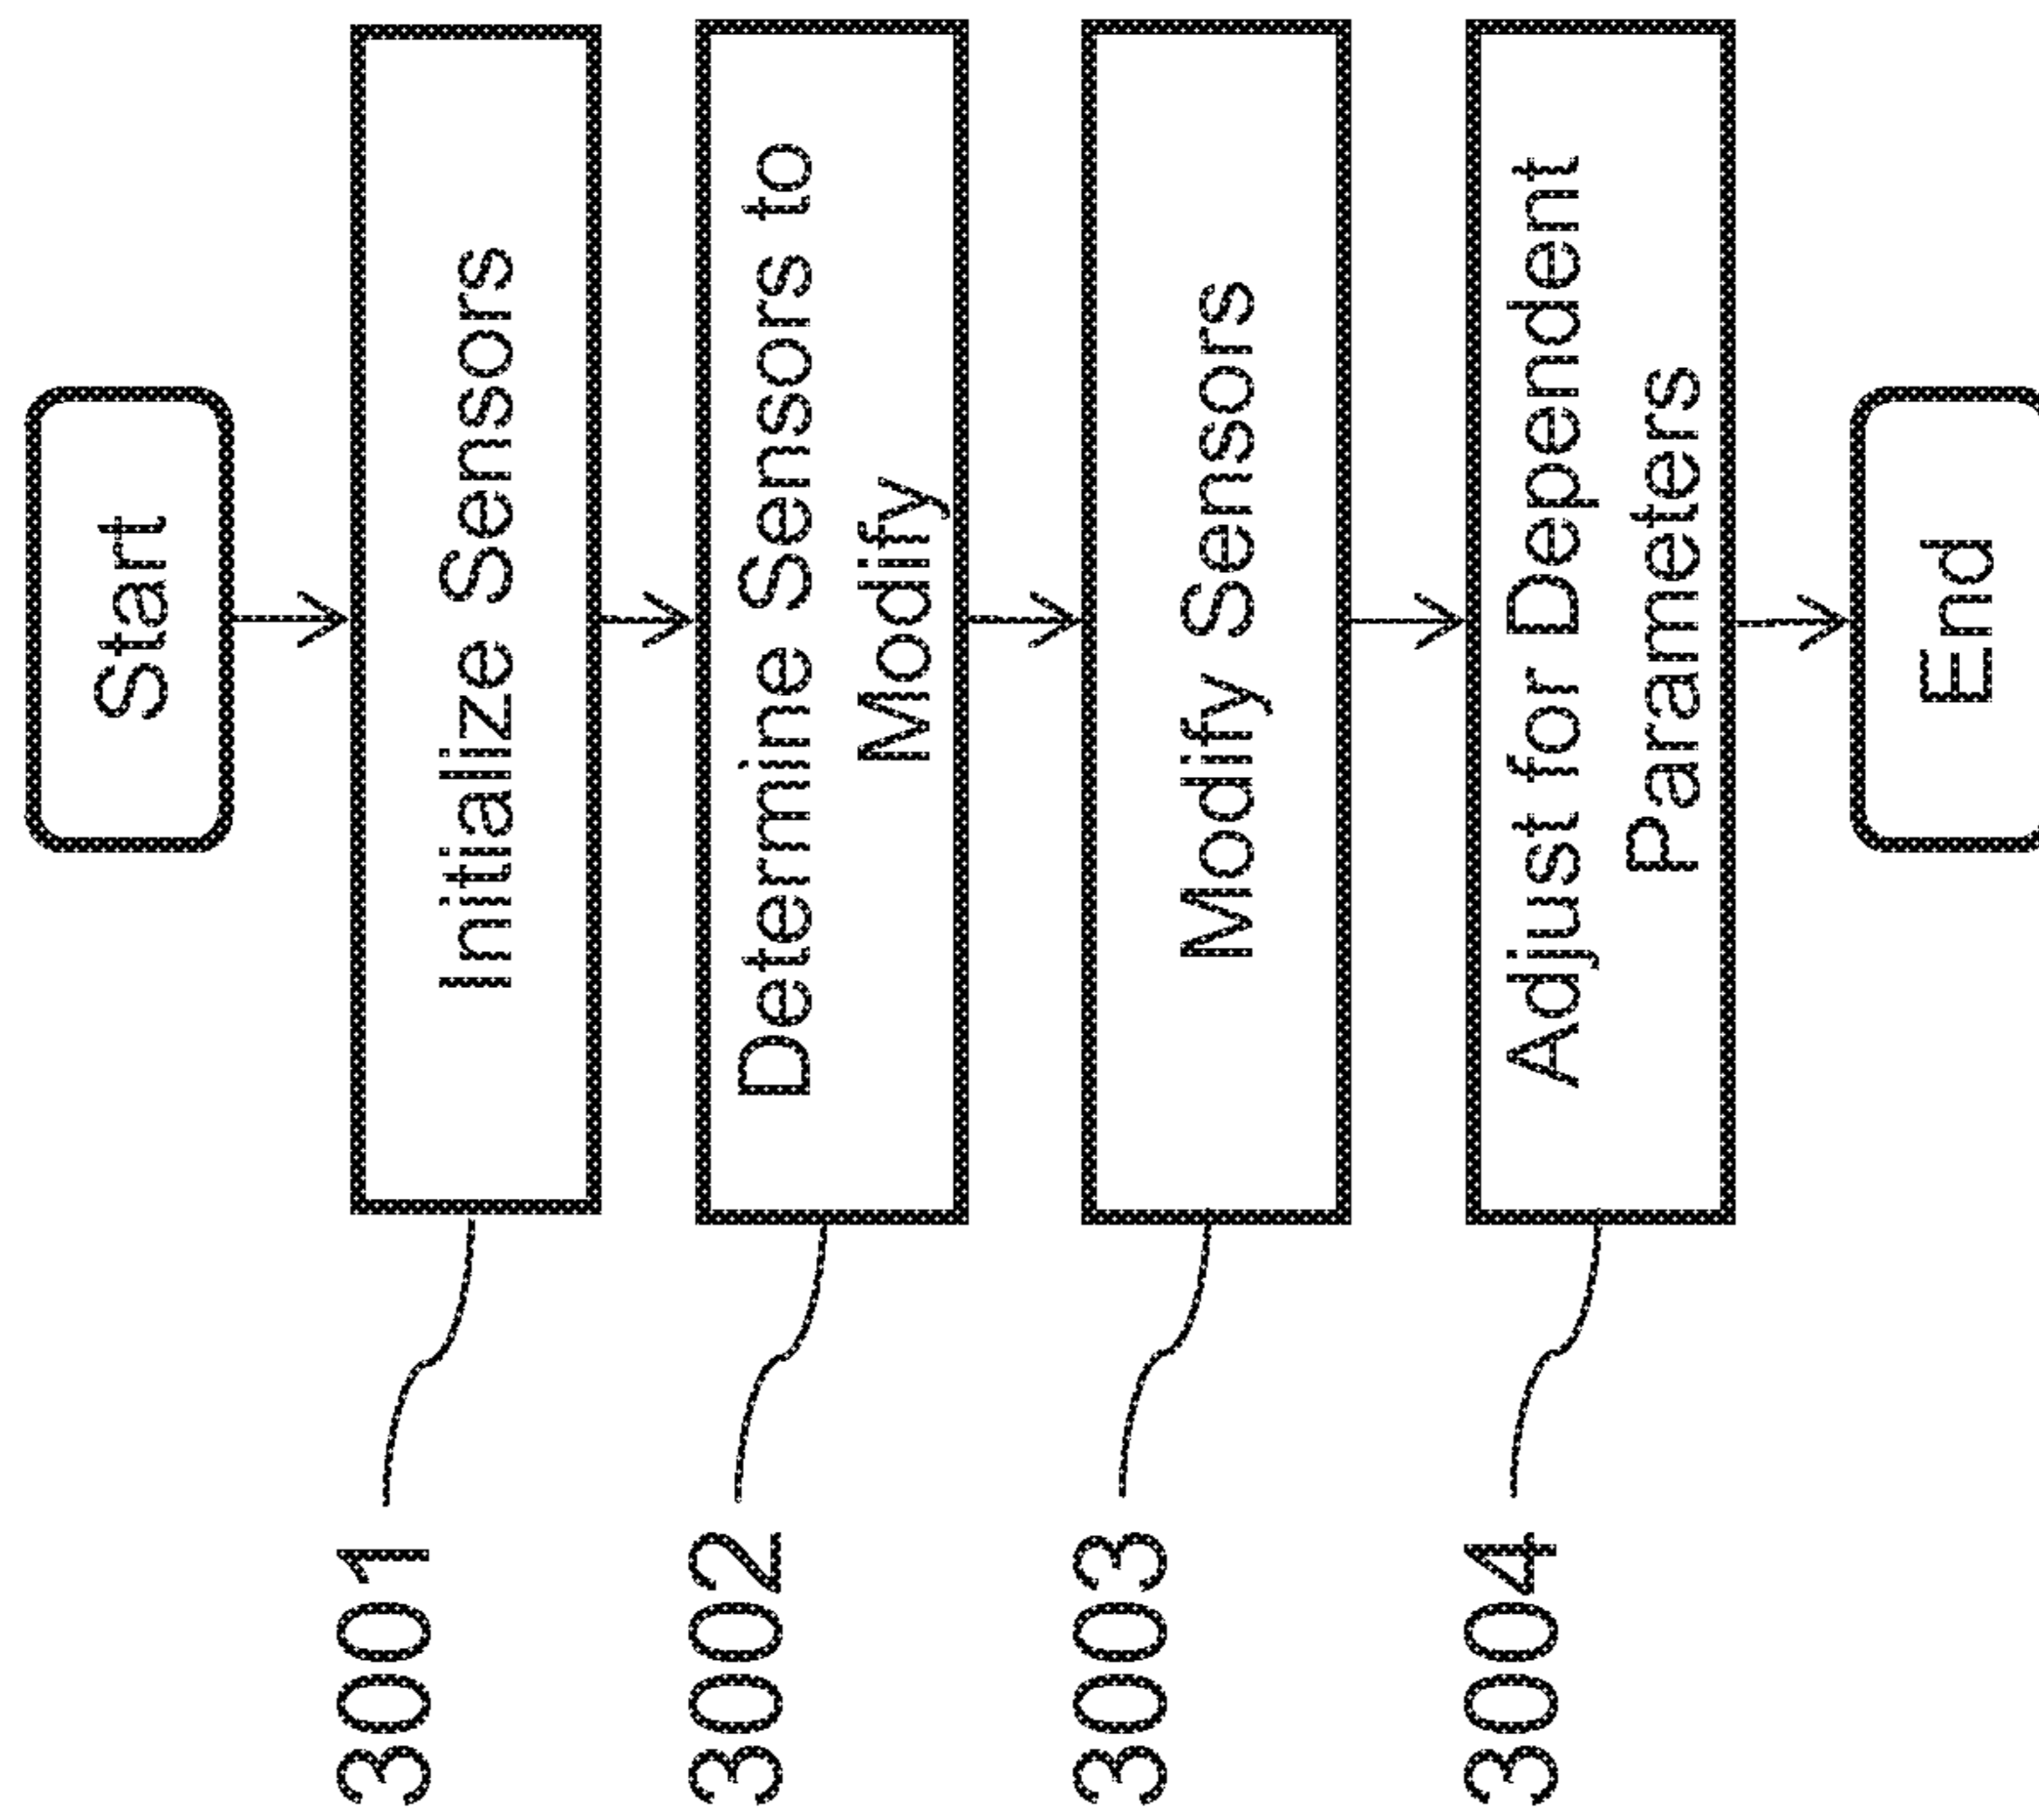 Start
3001
Initialize Sensors
3002
Determine Sensors to
Modify
3003
Modify Sensors
3004
Adjust for Dependent
Parameters
End